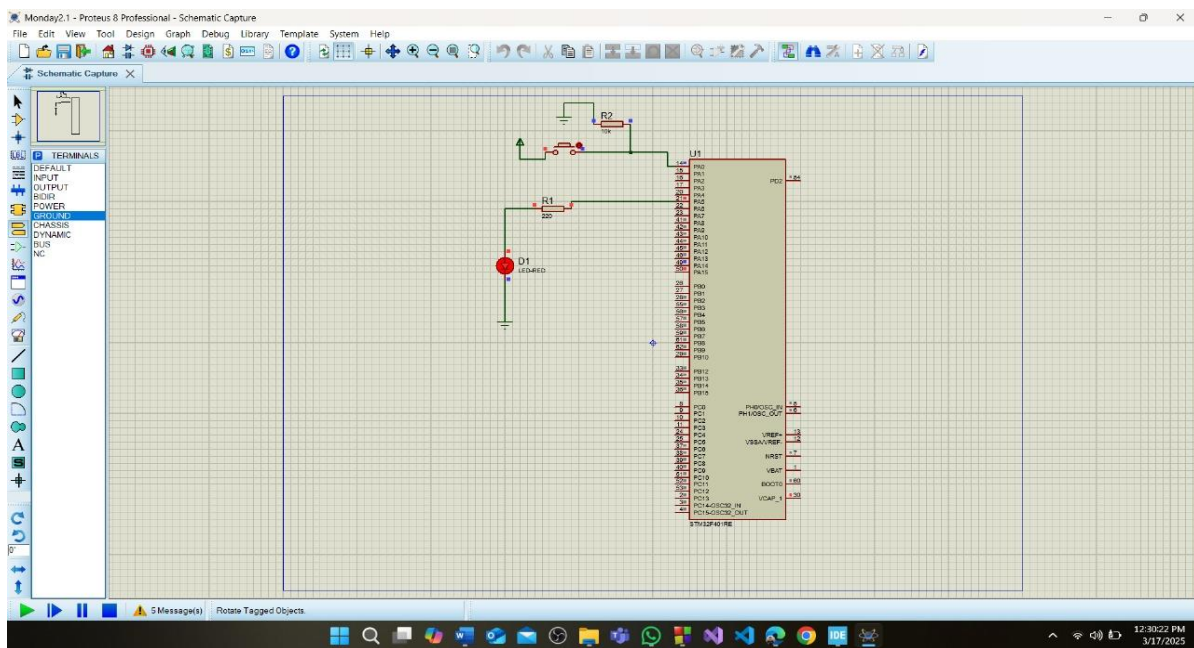 Monday2.1 - Proteus 8 Professional - Schematic Capture
File Edit View Tool Design Graph Debug Library Template System Help
Schematic Capture
TERMINALS
DEFAULT
INPUT
OUTPUT
BIDIR
POWER
GROUND
CHASSIS
DYNAMIC
BUS
NC
R2
10k
R1
220
D1
LED-RED
U1
PA0
PA1
PA2
PA3
PA4
PA5
PA6
PA7
PA8
PA9
PA10
PA11
PA12
PA13
PA14
PA15
PB0
PB1
PB2
PB3
PB4
PB5
PB6
PB7
PB8
PB9
PB10
PB12
PB13
PB14
PB15
PC0
PC1
PC2
PC3
PC4
PC5
PC6
PC7
PC8
PC9
PC10
PC11
PC12
PC13
PC14-OSC32_IN
PC15-OSC32_OUT
PD2
PH0/OSC_IN
PH1/OSC_OUT
VREF+
VSSA/VREF-
NRST
VBAT
BOOT0
VCAP_1
STM32F401RE
0°
5 Message(s) Rotate Tagged Objects.
IDE
12:30:22 PM
3/17/2025